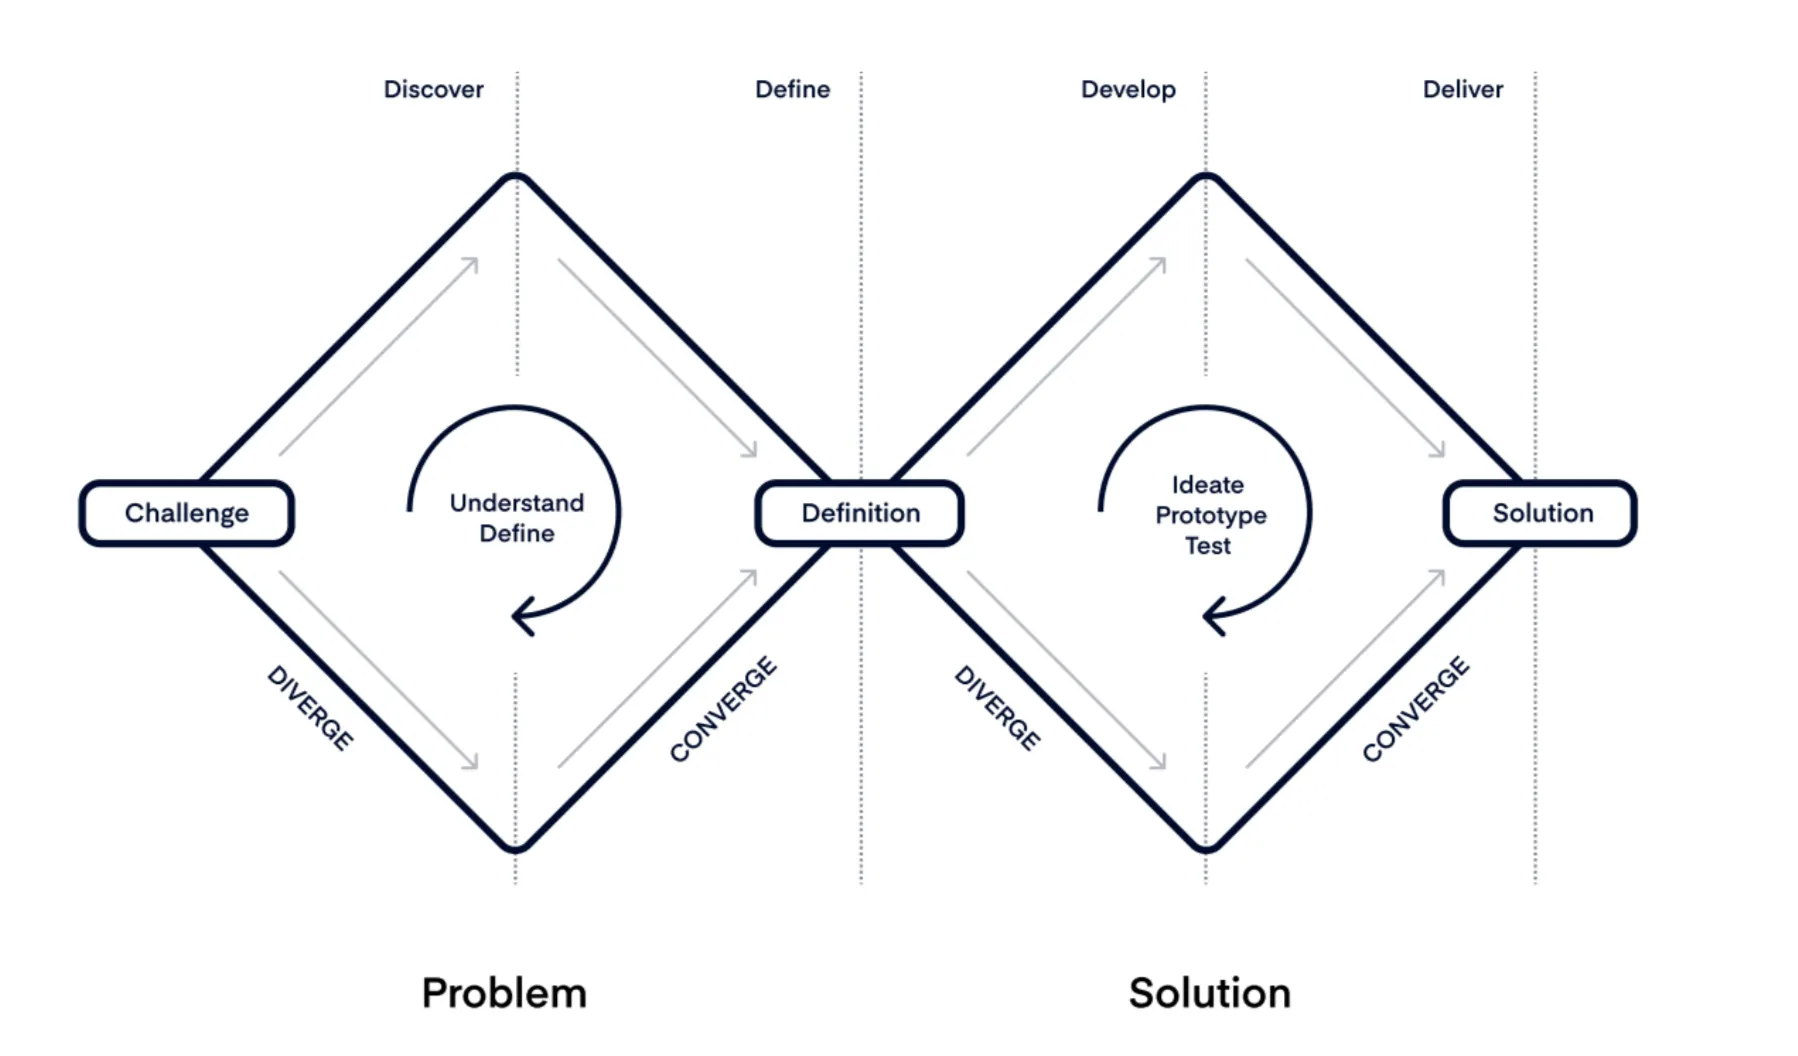 Discover
Define
Develop
Deliver
Challenge
Understand
Define
Definition
Ideate
Prototype
Test
Solution
DIVERGE
CONVERGE
DIVERGE
CONVERGE
Problem
Solution